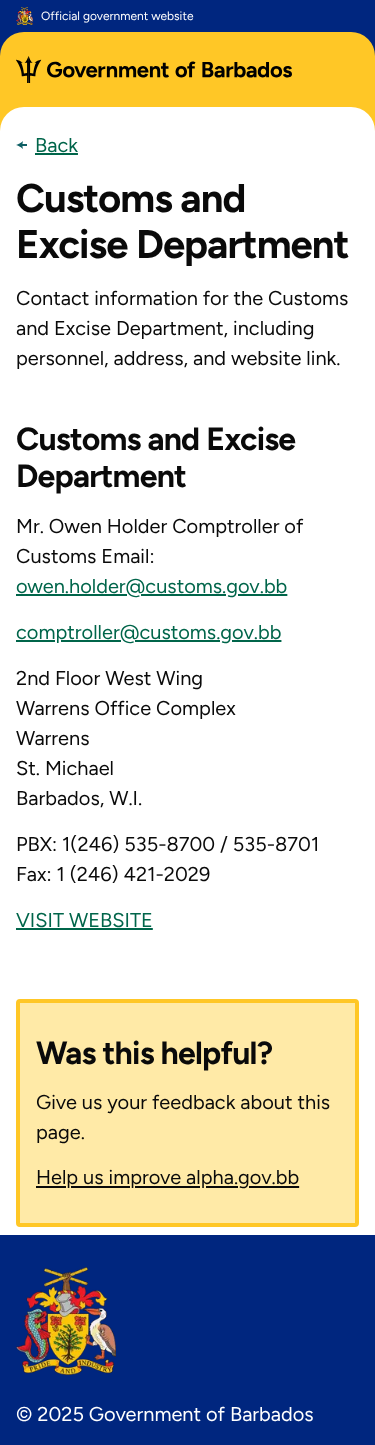 Official government website
Government of Barbados
Back
Customs and
Excise Department
Contact information for the Customs
and Excise Department, including
personnel, address, and website link.
Customs and Excise
Department
Mr. Owen Holder Comptroller of
Customs Email:
owen.holder@customs.gov.bb
comptroller@customs.gov.bb
2nd Floor West Wing
Warrens Office Complex
Warrens
St. Michael
Barbados, W.I.
PBX: 1(246) 535-8700 / 535-8701
Fax: 1 (246) 421-2029
VISIT WEBSITE
Was this helpful?
Give us your feedback about this
page.
Help us improve alpha.gov.bb
PRIDE AND INDUSTRY
© 2025 Government of Barbados